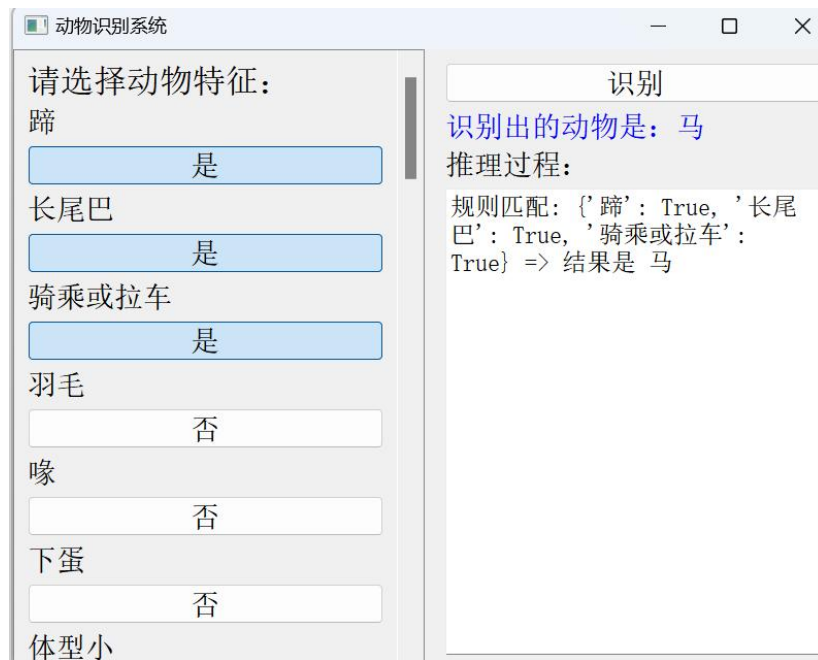 动物识别系统
请选择动物特征：
蹄
是
长尾巴
是
骑乘或拉车
是
羽毛
否
喙
否
下蛋
否
体型小
识别
识别出的动物是：马
推理过程：
规则匹配: {'蹄': True, '长尾
巴': True, '骑乘或拉车':
True} => 结果是 马